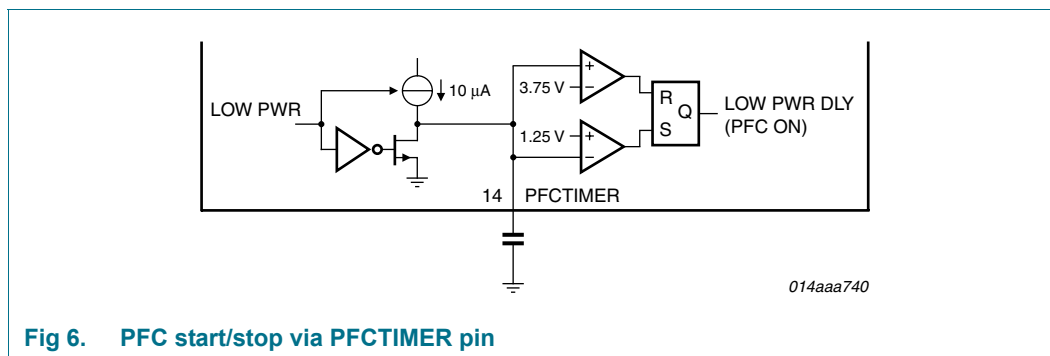 LOW PWR
10 μA
3.75 V
+
−
1.25 V
+
−
R
S
Q
LOW PWR DLY
(PFC ON)
14 PFCTIMER
014aaa740
Fig 6. PFC start/stop via PFCTIMER pin